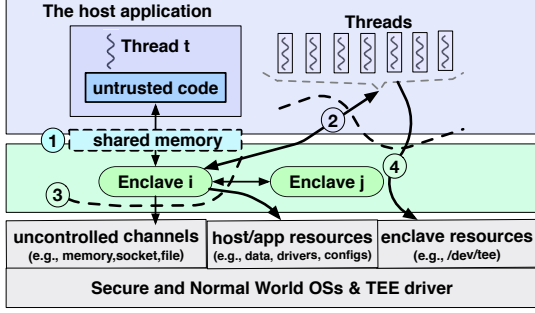 The host application
Threads
Thread t
untrusted code
1
shared memory
2
3
4
Enclave i
Enclave j
uncontrolled channels
(e.g., memory,socket,file)
host/app resources
(e.g., data, drivers, configs)
enclave resources
(e.g., /dev/tee)
Secure and Normal World OSs & TEE driver